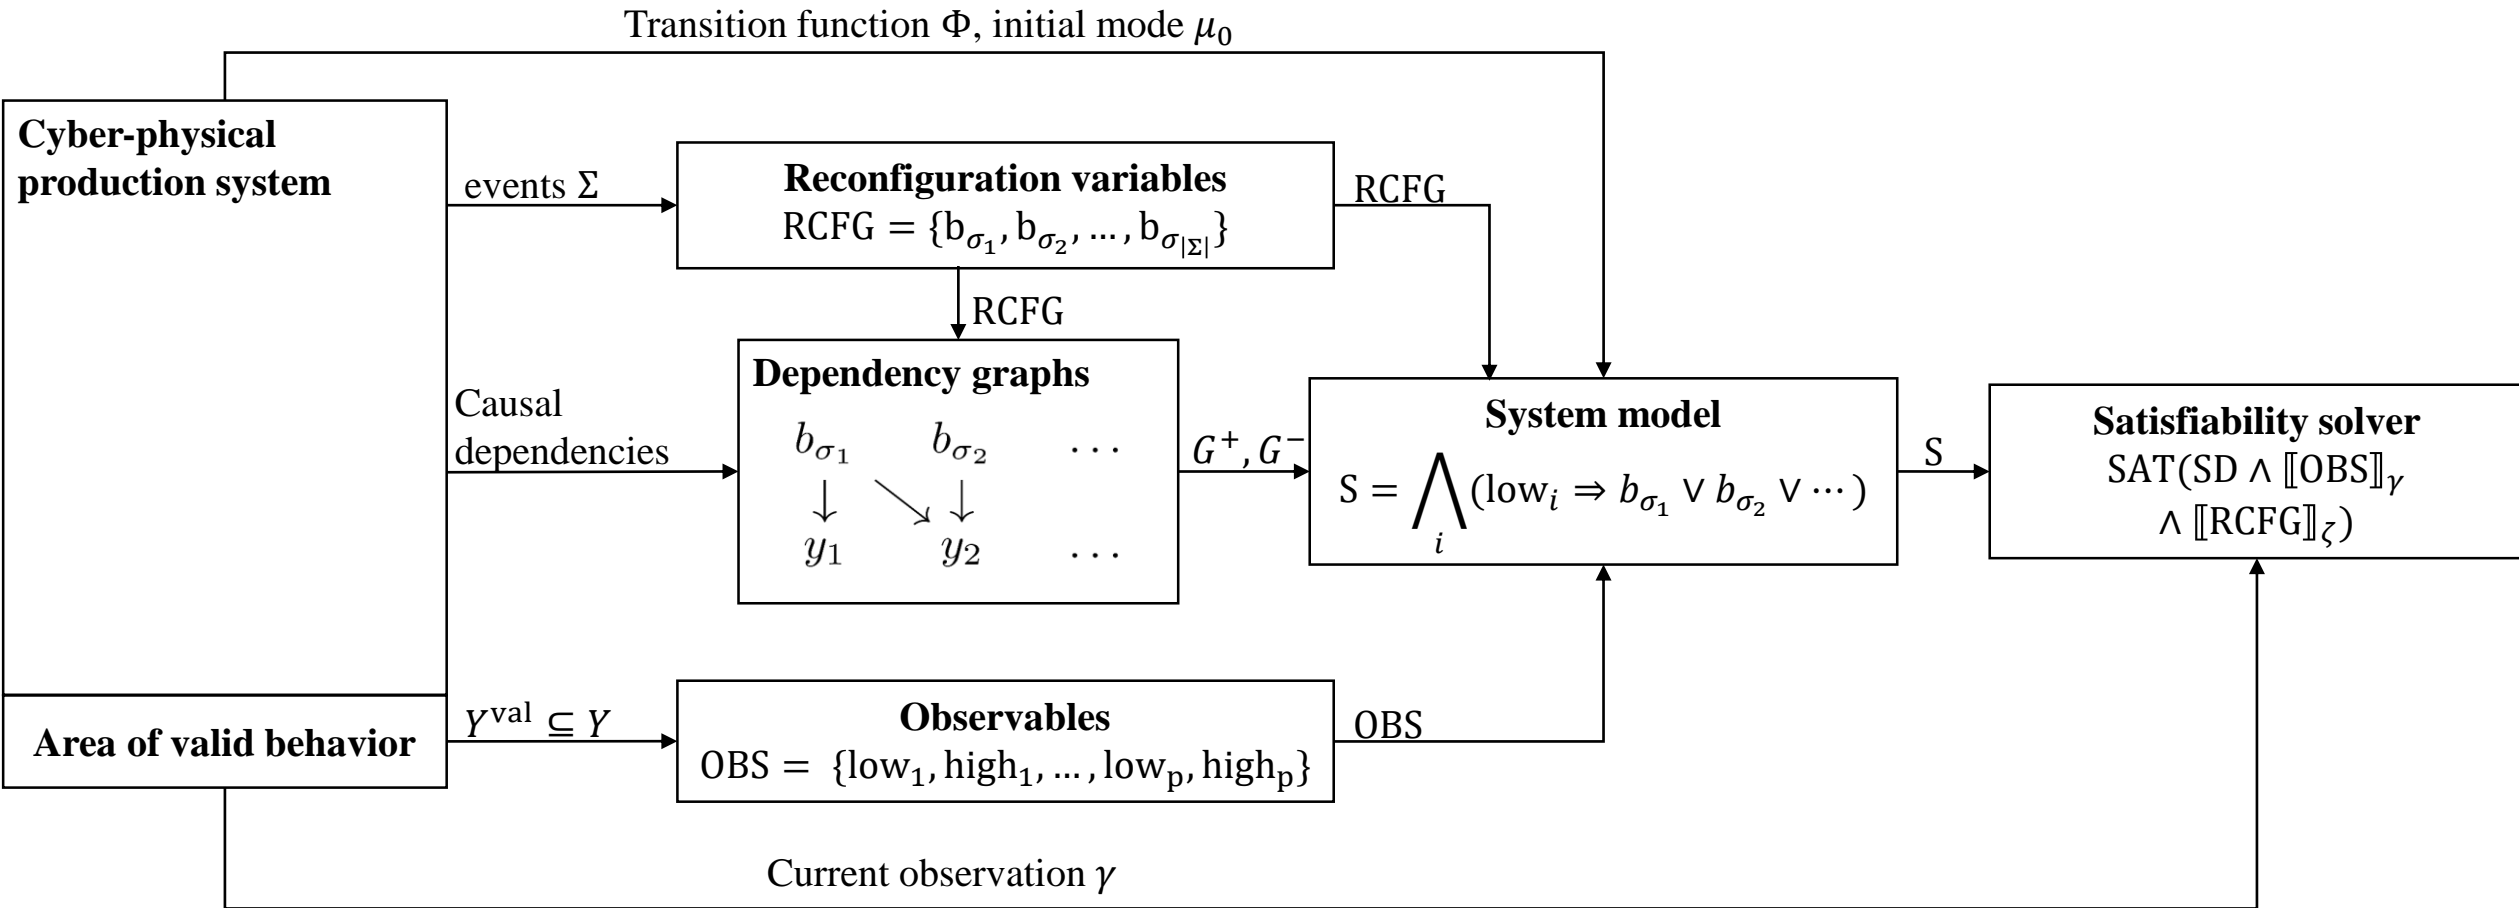 Transition function Φ, initial mode μ₀
Cyber-physical
production system
events Σ
Reconfiguration variables
RCFG = {b_σ₁, b_σ₂, …, b_σ|Σ|}
RCFG
RCFG
Causal
dependencies
Dependency graphs
b_σ₁ b_σ₂ ...
y₁ y₂ ...
G⁺, G⁻
System model
S = ⋀_i (low_i ⇒ b_σ₁ ∨ b_σ₂ ∨ ⋯)
S
Satisfiability solver
SAT(SD ∧ ⟦OBS⟧_γ
∧ ⟦RCFG⟧_ζ)
Area of valid behavior
Y^val ⊆ Y
Observables
OBS = {low₁, high₁, …, low_p, high_p}
OBS
Current observation γ